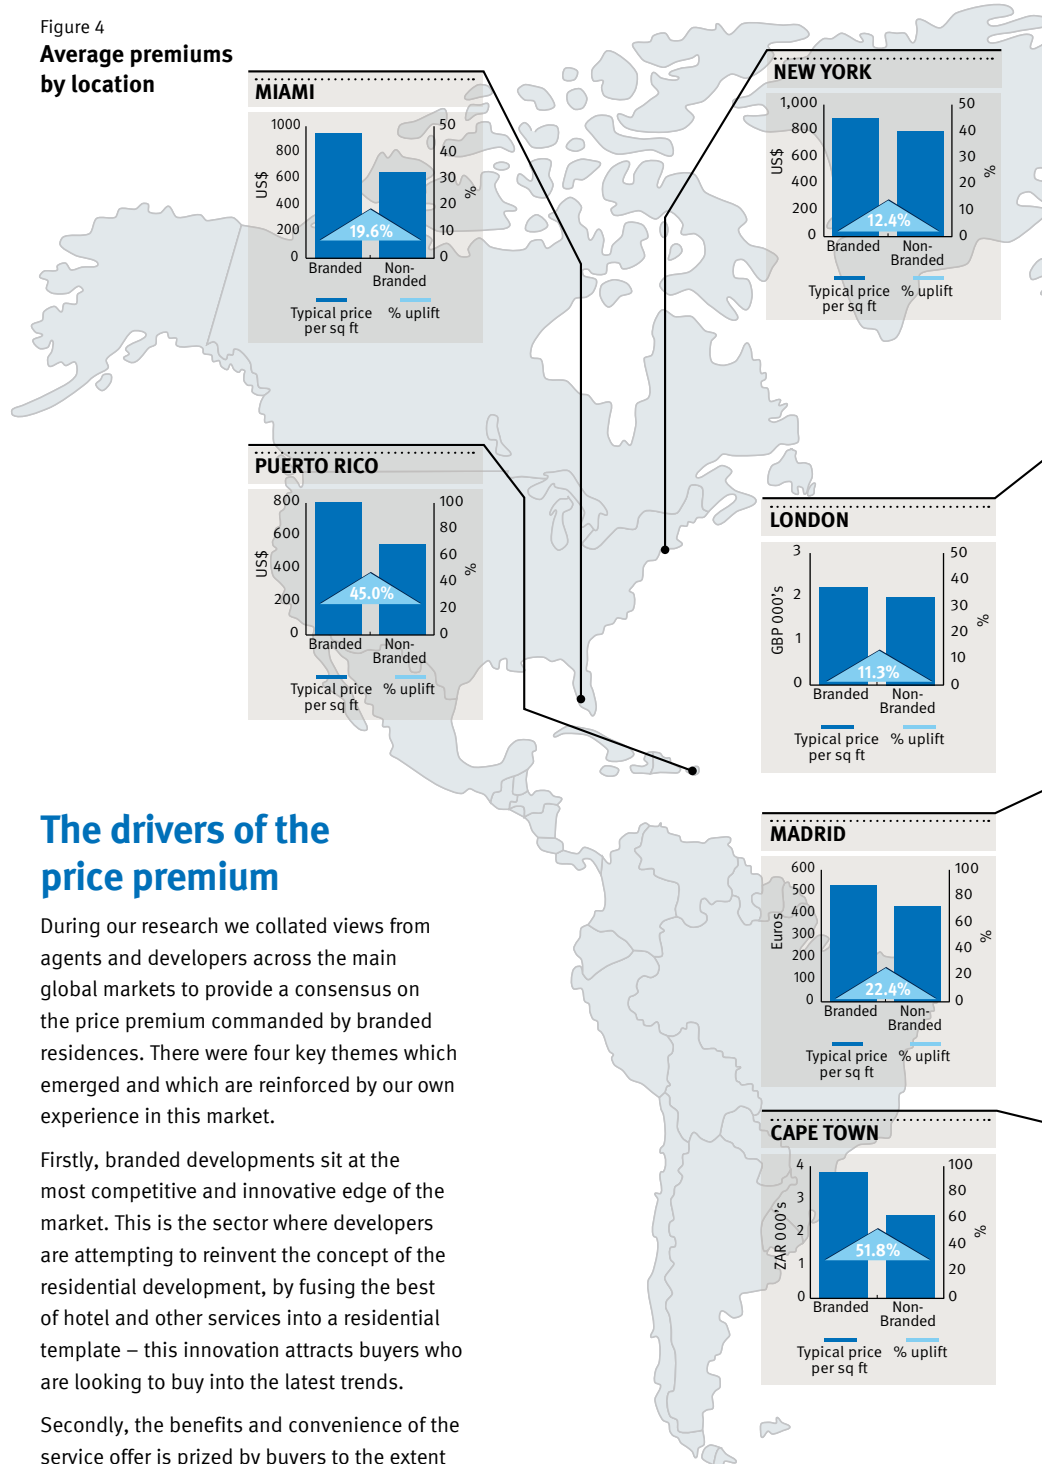 Figure 4
Average premiums
by location
MIAMI
1000
800
600
400
200
0
US$
50
40
30
20
10
0
%
19.6%
Branded
Non-
Branded
Typical price
per sq ft
% uplift
NEW YORK
1,000
800
600
400
200
0
US$
50
40
30
20
10
0
%
12.4%
Branded
Non-
Branded
Typical price
per sq ft
% uplift
PUERTO RICO
800
600
400
200
0
US$
100
80
60
40
20
0
%
45.0%
Branded
Non-
Branded
Typical price
per sq ft
% uplift
LONDON
3
2
1
0
GBP 000's
50
40
30
20
10
0
%
11.3%
Branded
Non-
Branded
Typical price
per sq ft
% uplift
MADRID
600
500
400
300
200
100
0
Euros
100
80
60
40
20
0
%
22.4%
Branded
Non-
Branded
Typical price
per sq ft
% uplift
CAPE TOWN
4
3
2
1
0
ZAR 000's
100
80
60
40
20
0
%
51.8%
Branded
Non-
Branded
Typical price
per sq ft
% uplift
The drivers of the
price premium
During our research we collated views from
agents and developers across the main
global markets to provide a consensus on
the price premium commanded by branded
residences. There were four key themes which
emerged and which are reinforced by our own
experience in this market.
Firstly, branded developments sit at the
most competitive and innovative edge of the
market. This is the sector where developers
are attempting to reinvent the concept of the
residential development, by fusing the best
of hotel and other services into a residential
template – this innovation attracts buyers who
are looking to buy into the latest trends.
Secondly, the benefits and convenience of the
service offer is prized by buyers to the extent